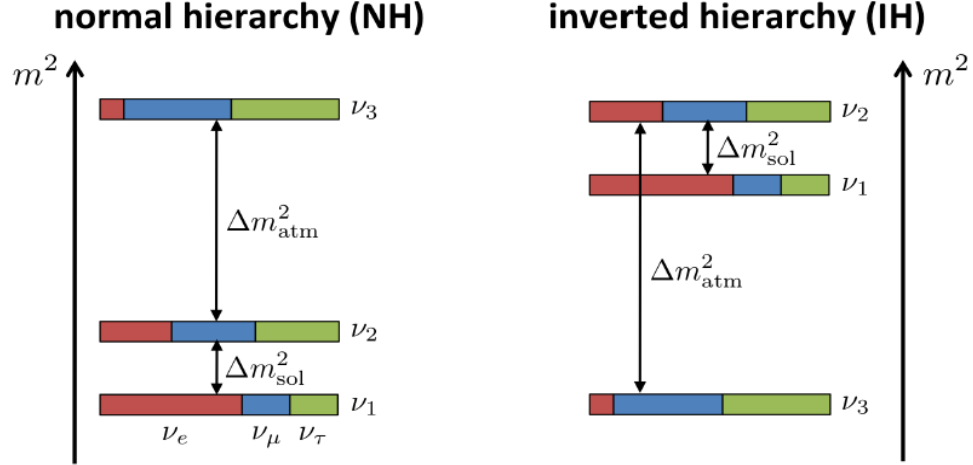 normal hierarchy (NH)
m²
ν₃
Δm²atm
ν₂
Δm²sol
ν₁
νe νμ ντ
inverted hierarchy (IH)
m²
ν₂
Δm²sol
ν₁
Δm²atm
ν₃